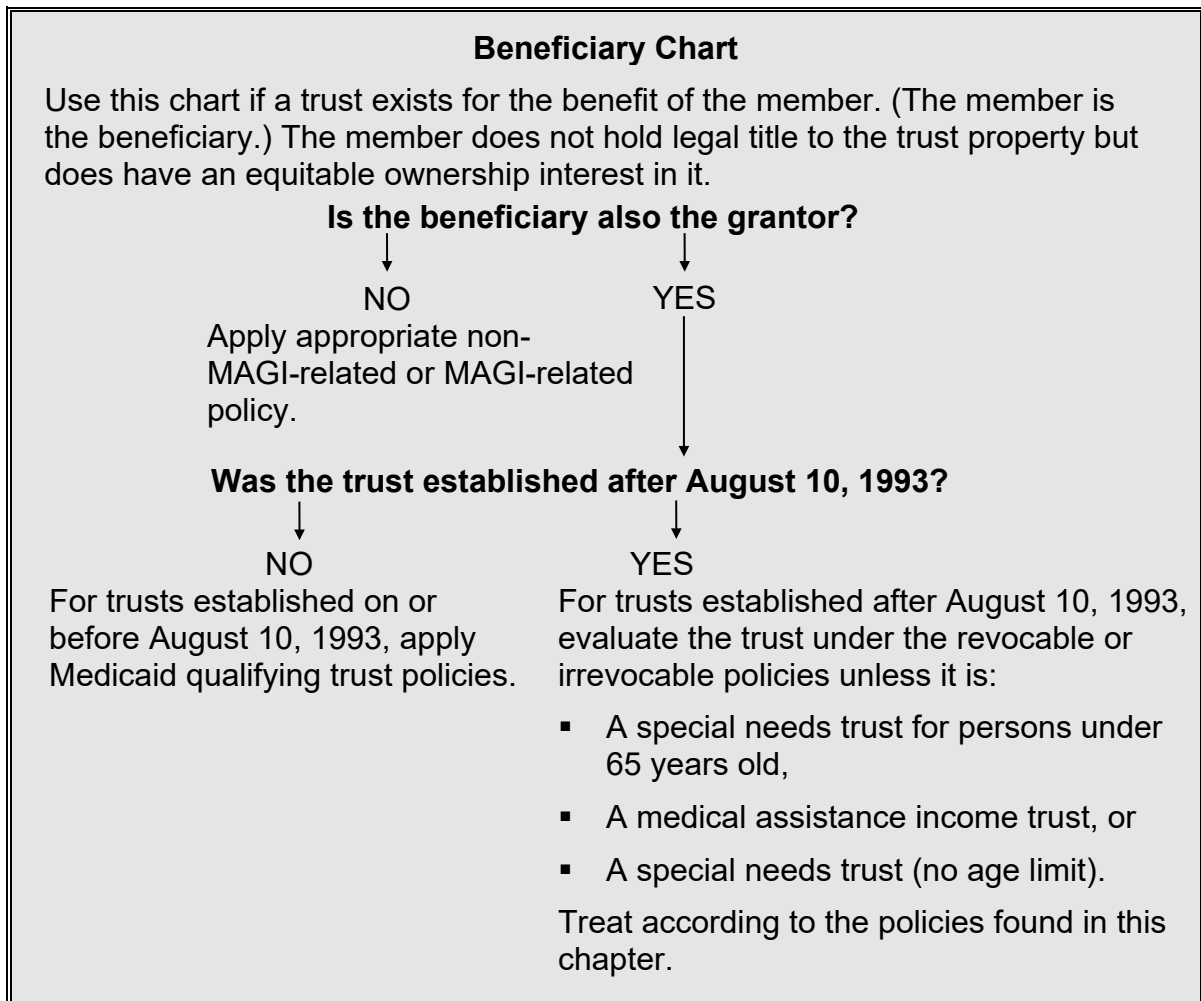 Beneficiary Chart
Use this chart if a trust exists for the benefit of the member. (The member is
the beneficiary.) The member does not hold legal title to the trust property but
does have an equitable ownership interest in it.
Is the beneficiary also the grantor?
NO
Apply appropriate non-
MAGI-related or MAGI-related
policy.
YES
Was the trust established after August 10, 1993?
NO
For trusts established on or
before August 10, 1993, apply
Medicaid qualifying trust policies.
YES
For trusts established after August 10, 1993,
evaluate the trust under the revocable or
irrevocable policies unless it is:
▪ A special needs trust for persons under
65 years old,
▪ A medical assistance income trust, or
▪ A special needs trust (no age limit).
Treat according to the policies found in this
chapter.